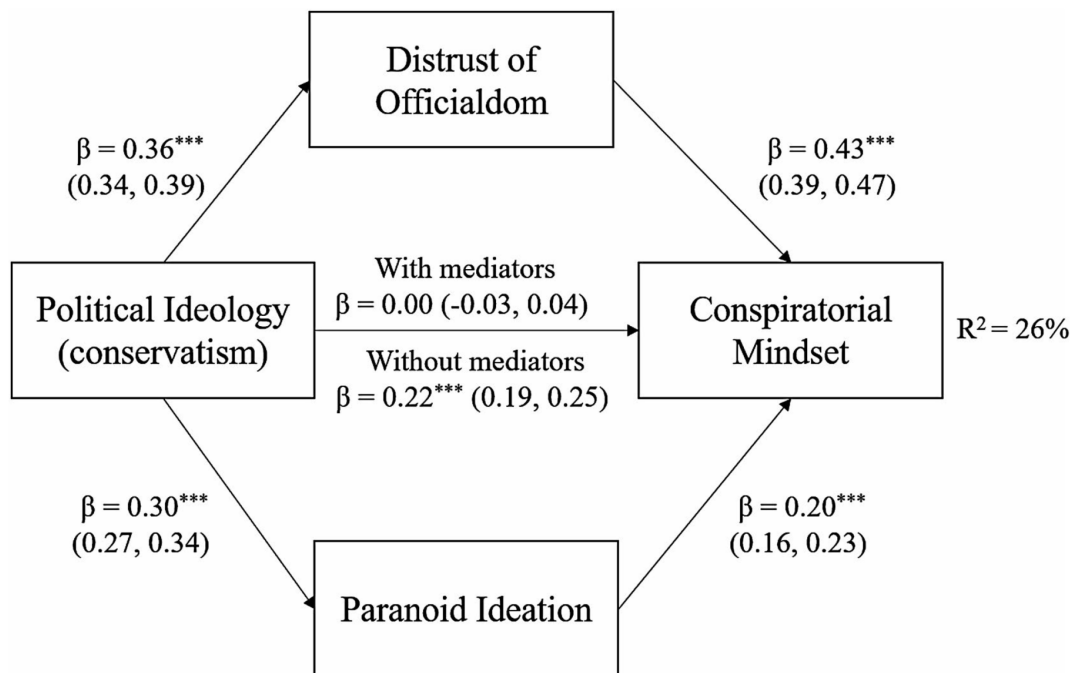 Distrust of
Officialdom
β = 0.36***
(0.34, 0.39)
β = 0.43***
(0.39, 0.47)
Political Ideology
(conservatism)
With mediators
β = 0.00 (-0.03, 0.04)
Without mediators
β = 0.22*** (0.19, 0.25)
Conspiratorial
Mindset
R² = 26%
β = 0.30***
(0.27, 0.34)
β = 0.20***
(0.16, 0.23)
Paranoid Ideation